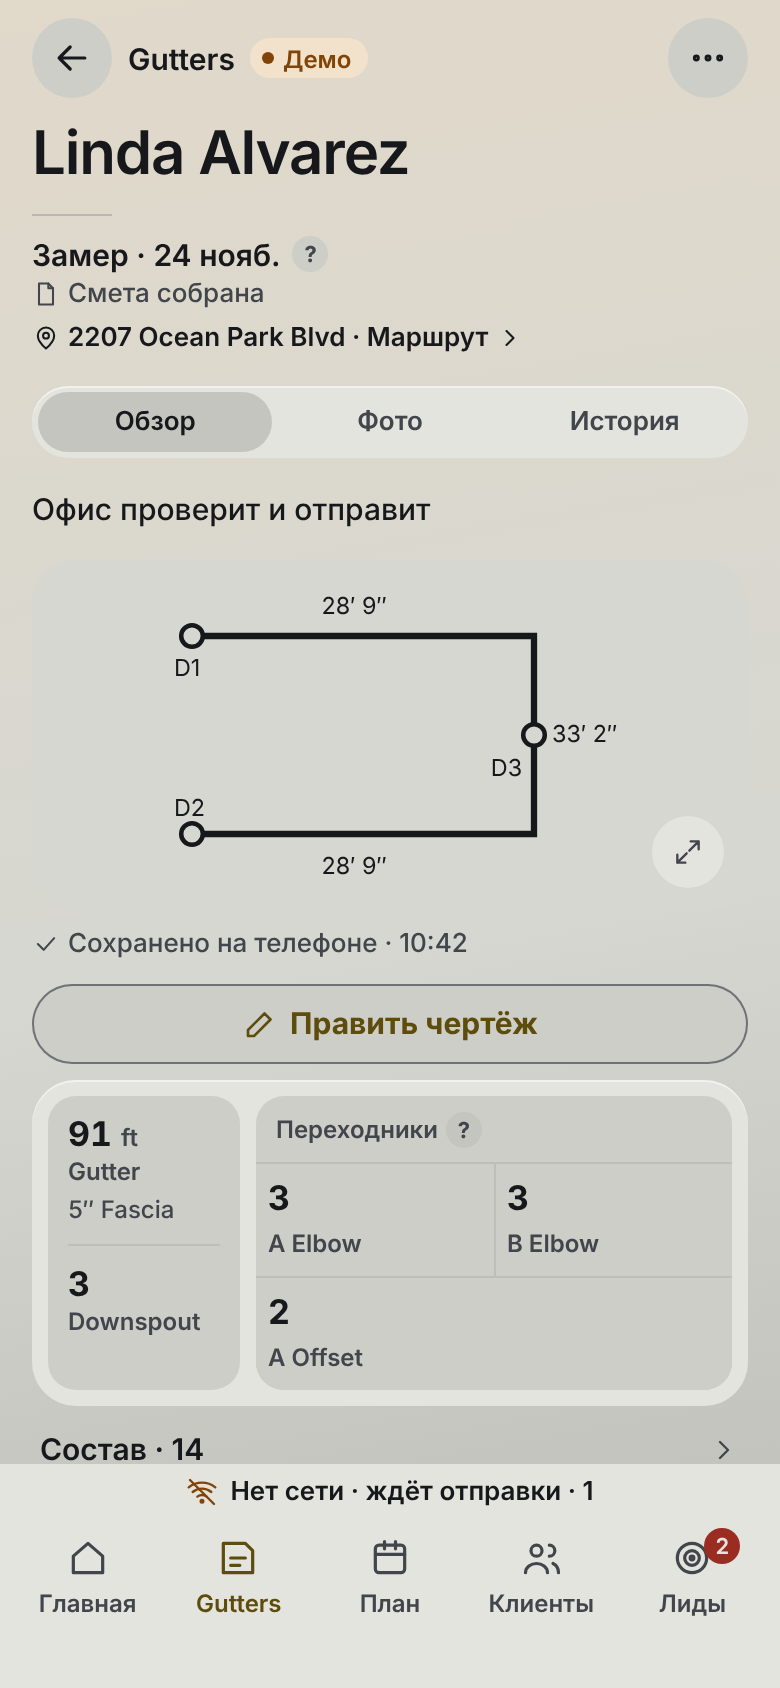 Gutters
Демо
Linda Alvarez
Замер · 24 нояб. ?
Смета собрана
2207 Ocean Park Blvd · Маршрут
Обзор
Фото
История
Офис проверит и отправит
28′ 9″
D1
33′ 2″
D3
D2
28′ 9″
Сохранено на телефоне · 10:42
Править чертёж
91 ft
Gutter
5″ Fascia
3
Downspout
Переходники ?
3
A Elbow
3
B Elbow
2
A Offset
Состав · 14
Нет сети · ждёт отправки · 1
2
Главная
Gutters
План
Клиенты
Лиды